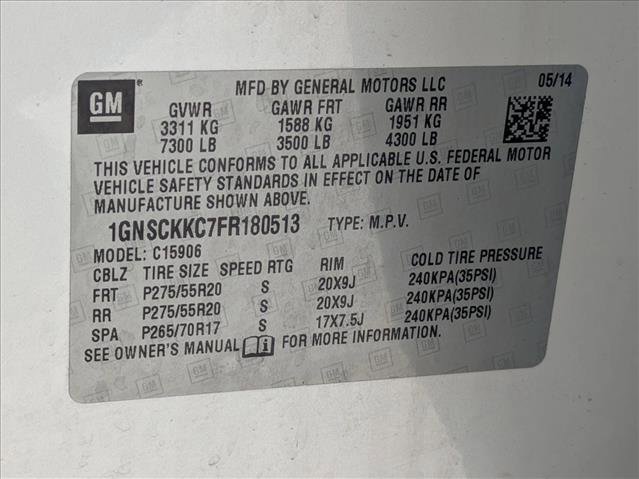 GM
MFD BY GENERAL MOTORS LLC 05/14
GVWR GAWR FRT GAWR RR
3311 KG 1588 KG 1951 KG
7300 LB 3500 LB 4300 LB
THIS VEHICLE CONFORMS TO ALL APPLICABLE U.S. FEDERAL MOTOR
VEHICLE SAFETY STANDARDS IN EFFECT ON THE DATE OF
MANUFACTURE SHOWN ABOVE.
1GNSCKKC7FR180513 TYPE: M.P.V.
MODEL: C15906
CBLZ TIRE SIZE SPEED RTG RIM COLD TIRE PRESSURE
FRT P275/55R20 S 20X9J 240KPA(35PSI)
RR P275/55R20 S 20X9J 240KPA(35PSI)
SPA P265/70R17 S 17X7.5J 240KPA(35PSI)
SEE OWNER'S MANUAL FOR MORE INFORMATION.